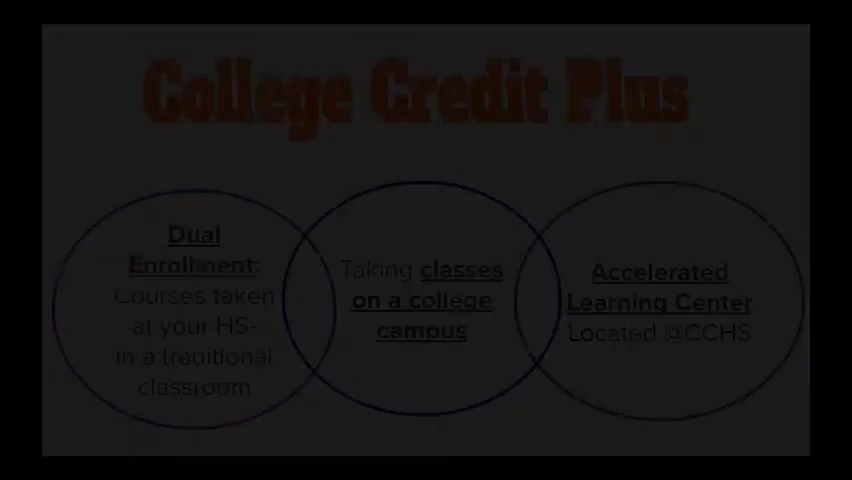 College Credit Plus
Dual
Enrollment:
Courses taken
at your HS-
in a traditional
classroom
Taking classes
on a college
campus
Accelerated
Learning Center
Located @CCHS